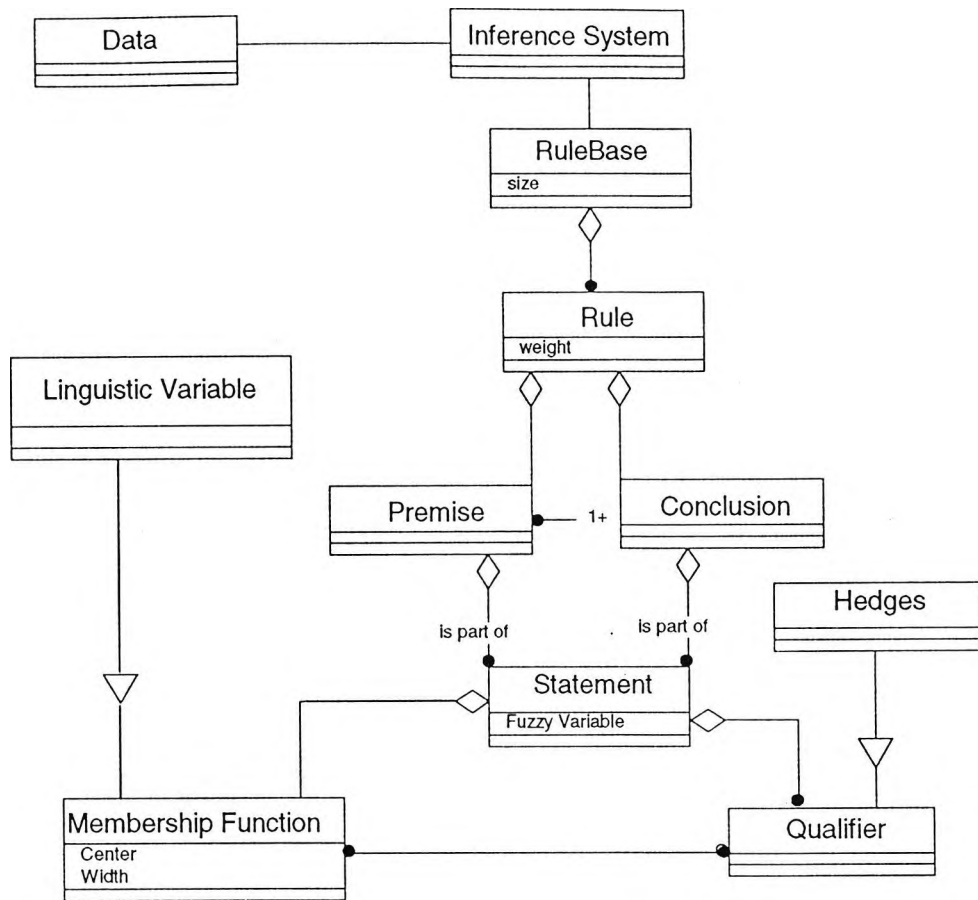 Data
Inference System
RuleBase
size
Rule
weight
Linguistic Variable
Premise
1+
Conclusion
Hedges
is part of
is part of
Statement
Fuzzy Variable
Membership Function
Center
Width
Qualifier